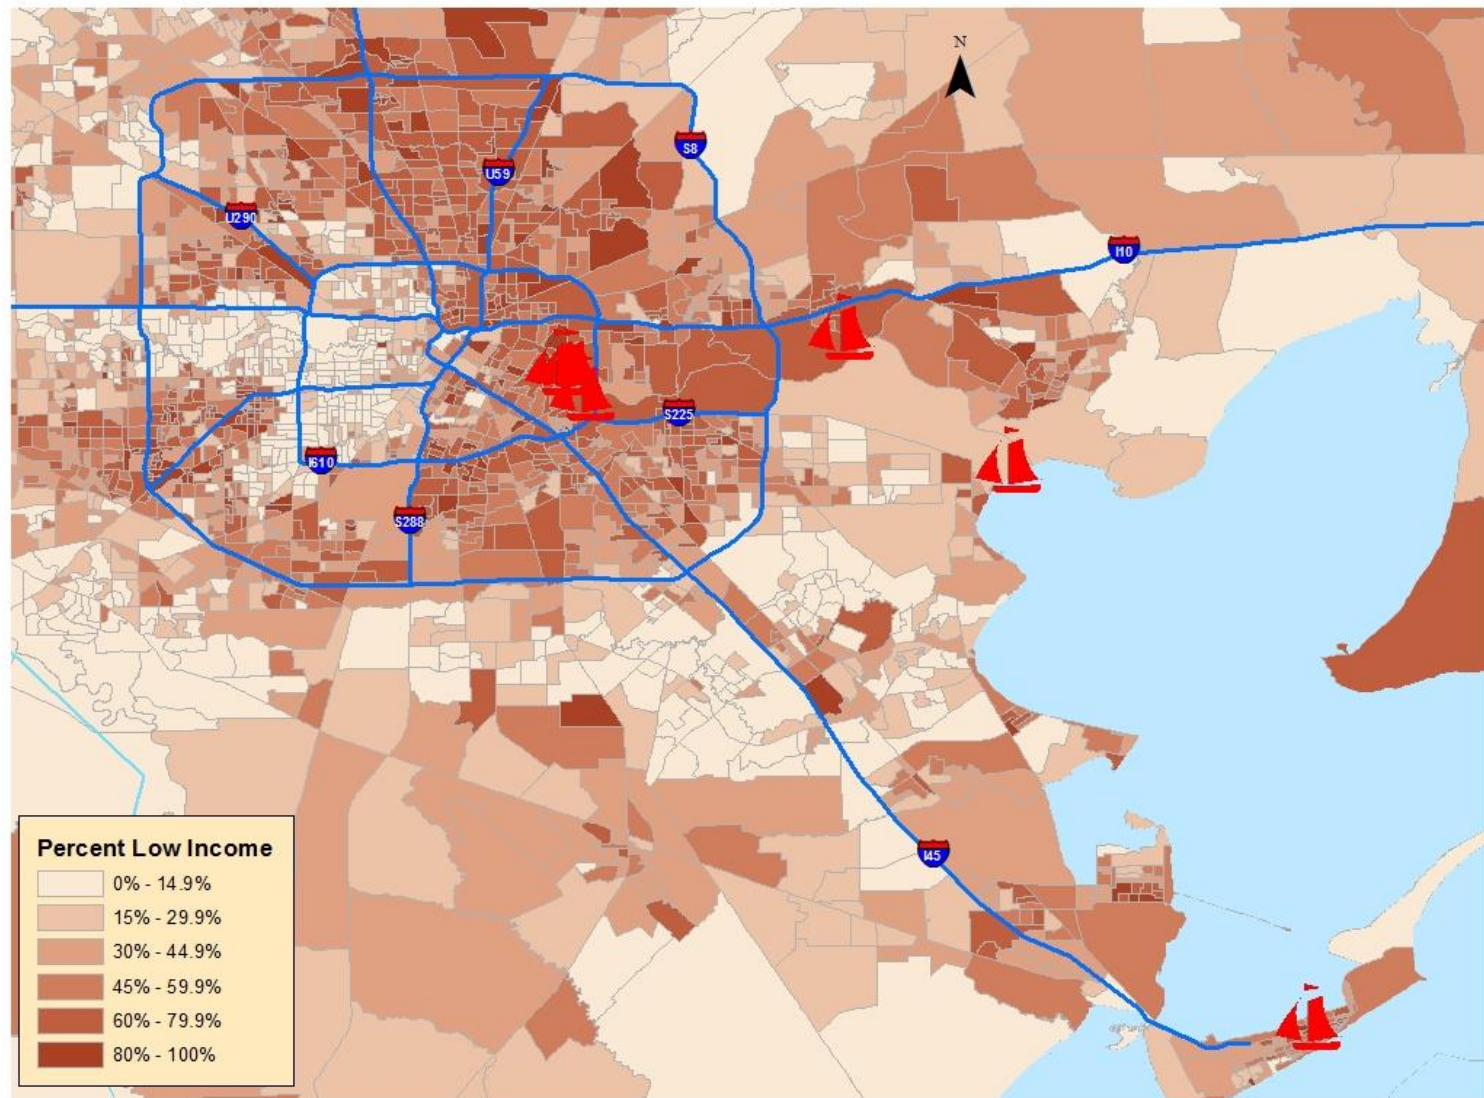 N
S8
U59
U290
I10
S225
I610
S288
I45
Percent Low Income
0% - 14.9%
15% - 29.9%
30% - 44.9%
45% - 59.9%
60% - 79.9%
80% - 100%